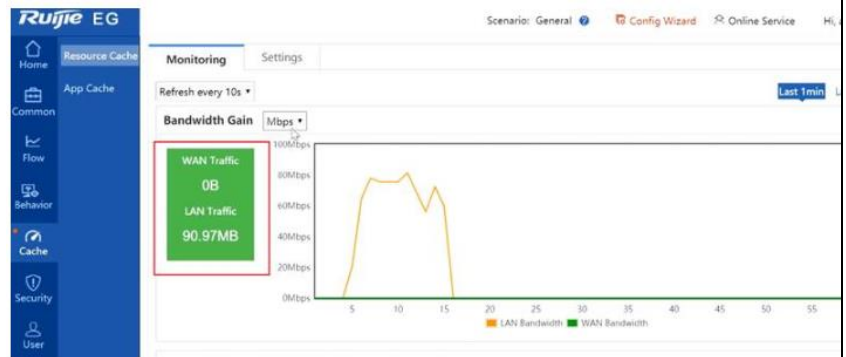 Ruijie EG
Scenario: General ? Config Wizard Online Service Hi,
Home
Common
Flow
Behavior
Cache
Security
User
Resource Cache
App Cache
Monitoring Settings
Refresh every 10s
Last 1min
Bandwidth Gain Mbps
WAN Traffic
0B
LAN Traffic
90.97MB
100Mbps
80Mbps
60Mbps
40Mbps
20Mbps
0Mbps
5 10 15 20 25 30 35 40 45 50 55
LAN Bandwidth WAN Bandwidth